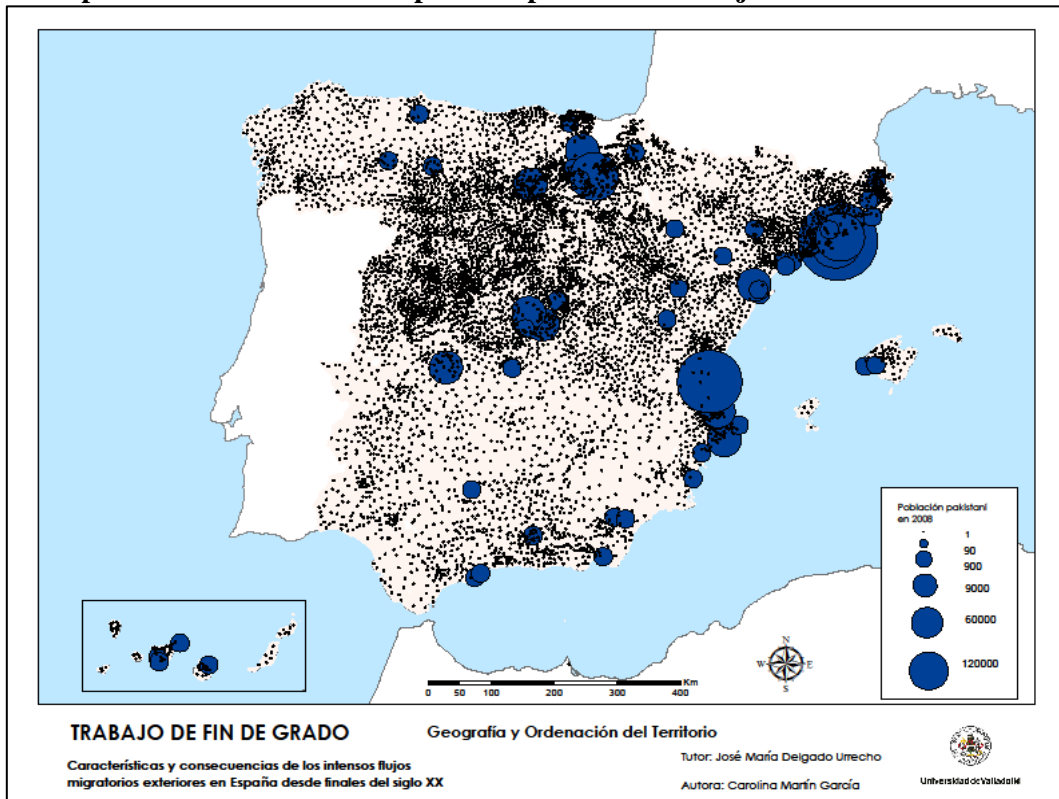 Población pakistaní
en 2008
1
90
900
9000
60000
120000
N
W E
S
Km
0 50 100 200 300 400
TRABAJO DE FIN DE GRADO
Geografía y Ordenación del Territorio
Características y consecuencias de los intensos flujos
migratorios exteriores en España desde finales del siglo XX
Tutor: José María Delgado Urrecho
Autora: Carolina Martín García
Universidad de Valladolid